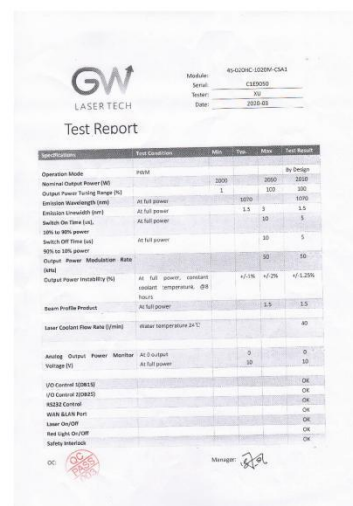 GW
LASER TECH
Module: 4S-020HC-1020M-CSA1
Serial: C1E9050
Tester: XU
Date: 2020-03
Test Report
Specifications Test Condition Min Typ. Max Test Result
Operation Mode PWM By Design
Nominal Output Power (W) 2000 2050 2010
Output Power Tuning Range (%) 1 100 100
Emission Wavelength (nm) At full power 1070 1070
Emission Linewidth (nm) At full power 1.5 3 1.5
Switch On Time (us), At full power 10 5
10% to 90% power
Switch Off Time (us) At full power 10 5
90% to 10% power
Output Power Modulation Rate 50 50
(kHz)
Output Power Instability (%) At full power, constant +/-1% +/-2% +/-1.25%
coolant temperature, @8
hours
Beam Profile Product At full power 1.5 1.5
Laser Coolant Flow Rate (l/min) Water temperature 24℃ 40
Analog Output Power Monitor At 0 output 0 0
Voltage (V) At full power 10 10
I/O Control 1(DB15) OK
I/O Control 2(DB25) OK
RS232 Control OK
WAN &LAN Port OK
Laser On/Off OK
Red Light On/Off OK
Safety Interlock OK
QC: QC PASS
Manager: